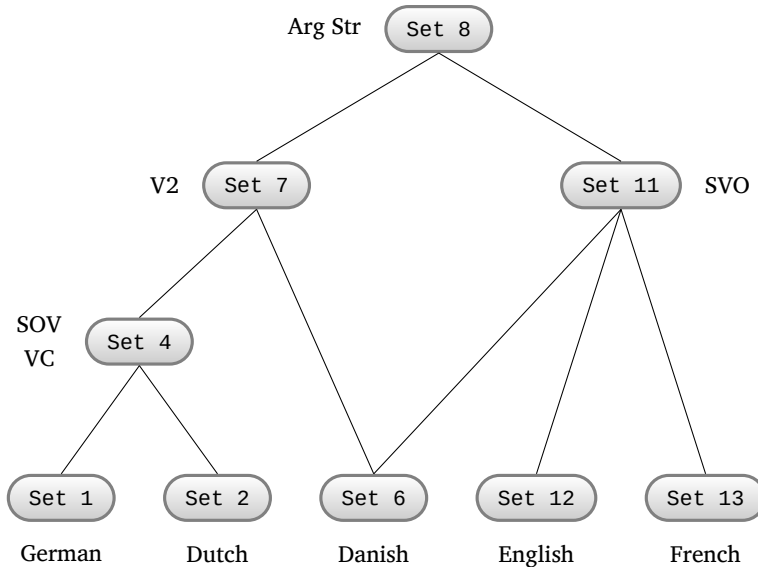 Arg Str Set 8
V2 Set 7 Set 11 SVO
SOV
VC
Set 4
Set 1 Set 2 Set 6 Set 12 Set 13
German Dutch Danish English French